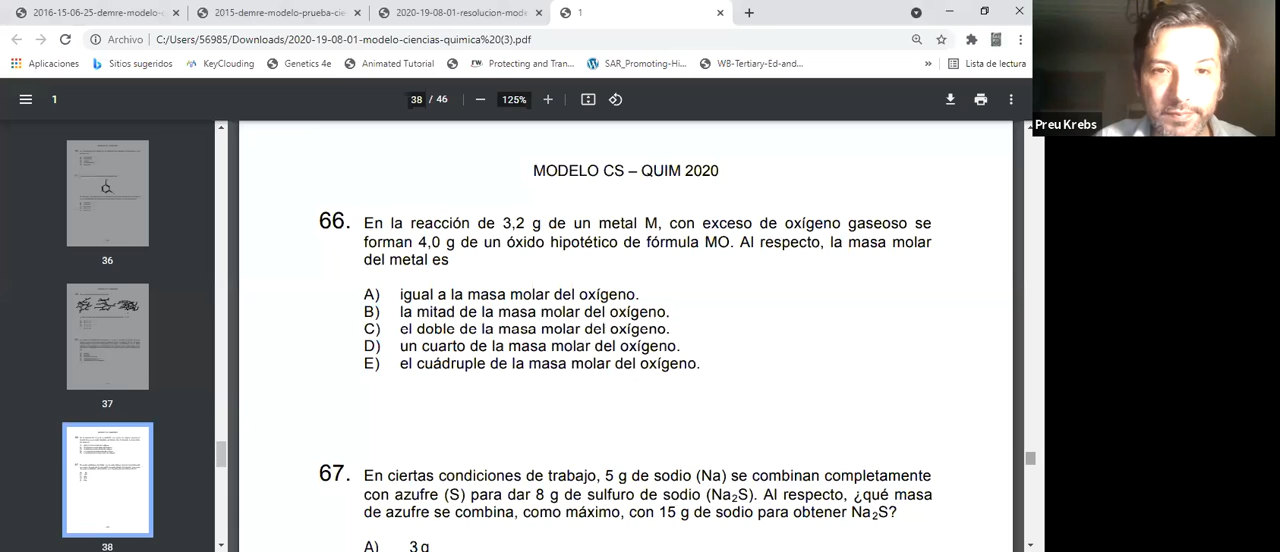 2016-15-06-25-demre-modelo-
2015-demre-modelo-prueba-cie
2020-19-08-01-resolucion-mode
1
Archivo C:/Users/56985/Downloads/2020-19-08-01-modelo-ciencias-quimica%20(3).pdf
Aplicaciones Sitios sugeridos KeyClouding Genetics 4e Animated Tutorial Protecting and Tran... SAR_Promoting-Hi... WB-Tertiary-Ed-and... » Lista de lectura
1 38 / 46 125%
Preu Krebs
36
37
38
MODELO CS – QUIM 2020
66. En la reacción de 3,2 g de un metal M, con exceso de oxígeno gaseoso se
forman 4,0 g de un óxido hipotético de fórmula MO. Al respecto, la masa molar
del metal es
A) igual a la masa molar del oxígeno.
B) la mitad de la masa molar del oxígeno.
C) el doble de la masa molar del oxígeno.
D) un cuarto de la masa molar del oxígeno.
E) el cuádruple de la masa molar del oxígeno.
67. En ciertas condiciones de trabajo, 5 g de sodio (Na) se combinan completamente
con azufre (S) para dar 8 g de sulfuro de sodio (Na₂S). Al respecto, ¿qué masa
de azufre se combina, como máximo, con 15 g de sodio para obtener Na₂S?
A) 3 g